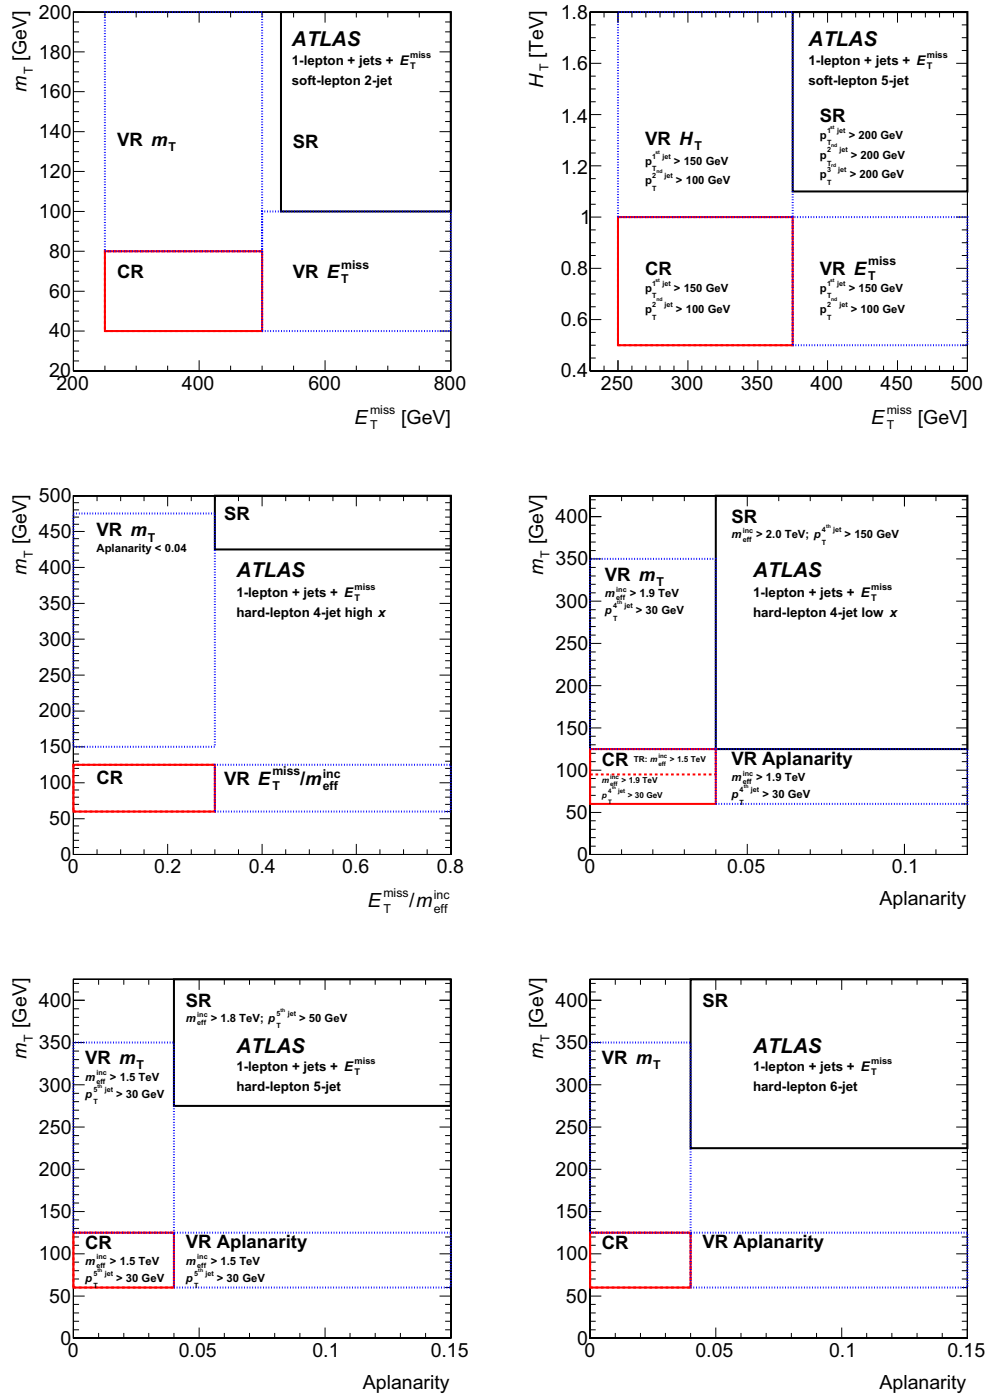 m_T [GeV]
200
180
160
140
120
100
80
60
40
20
200
400
600
800
E_T^miss [GeV]
ATLAS
1-lepton + jets + E_T^miss
soft-lepton 2-jet
VR m_T
SR
CR
VR E_T^miss
H_T [TeV]
1.8
1.6
1.4
1.2
1
0.8
0.6
0.4
250
300
350
400
450
500
E_T^miss [GeV]
ATLAS
1-lepton + jets + E_T^miss
soft-lepton 5-jet
SR
p_T^1st jet > 200 GeV
p_T^2nd jet > 200 GeV
p_T^3rd jet > 200 GeV
VR H_T
p_T^1st jet > 150 GeV
p_T^2nd jet > 100 GeV
CR
p_T^1st jet > 150 GeV
p_T^2nd jet > 100 GeV
VR E_T^miss
p_T^1st jet > 150 GeV
p_T^2nd jet > 100 GeV
m_T [GeV]
500
450
400
350
300
250
200
150
100
50
0
0
0.2
0.4
0.6
0.8
E_T^miss/m_eff^inc
VR m_T
Aplanarity < 0.04
SR
ATLAS
1-lepton + jets + E_T^miss
hard-lepton 4-jet high x
CR
VR E_T^miss/m_eff^inc
m_T [GeV]
400
350
300
250
200
150
100
50
0
0
0.05
0.1
Aplanarity
SR
m_eff^inc > 2.0 TeV; p_T^4th jet > 150 GeV
VR m_T
m_eff^inc > 1.9 TeV
p_T^4th jet > 30 GeV
ATLAS
1-lepton + jets + E_T^miss
hard-lepton 4-jet low x
CR TR: m_eff^inc > 1.5 TeV
m_eff^inc > 1.9 TeV
p_T^4th jet > 30 GeV
VR Aplanarity
m_eff^inc > 1.9 TeV
p_T^4th jet > 30 GeV
m_T [GeV]
400
350
300
250
200
150
100
50
0
0
0.05
0.1
0.15
Aplanarity
SR
m_eff^inc > 1.8 TeV; p_T^5th jet > 50 GeV
VR m_T
m_eff^inc > 1.5 TeV
p_T^5th jet > 30 GeV
ATLAS
1-lepton + jets + E_T^miss
hard-lepton 5-jet
CR
m_eff^inc > 1.5 TeV
p_T^5th jet > 30 GeV
VR Aplanarity
m_eff^inc > 1.5 TeV
p_T^5th jet > 30 GeV
m_T [GeV]
400
350
300
250
200
150
100
50
0
0
0.05
0.1
0.15
Aplanarity
SR
VR m_T
ATLAS
1-lepton + jets + E_T^miss
hard-lepton 6-jet
CR
VR Aplanarity